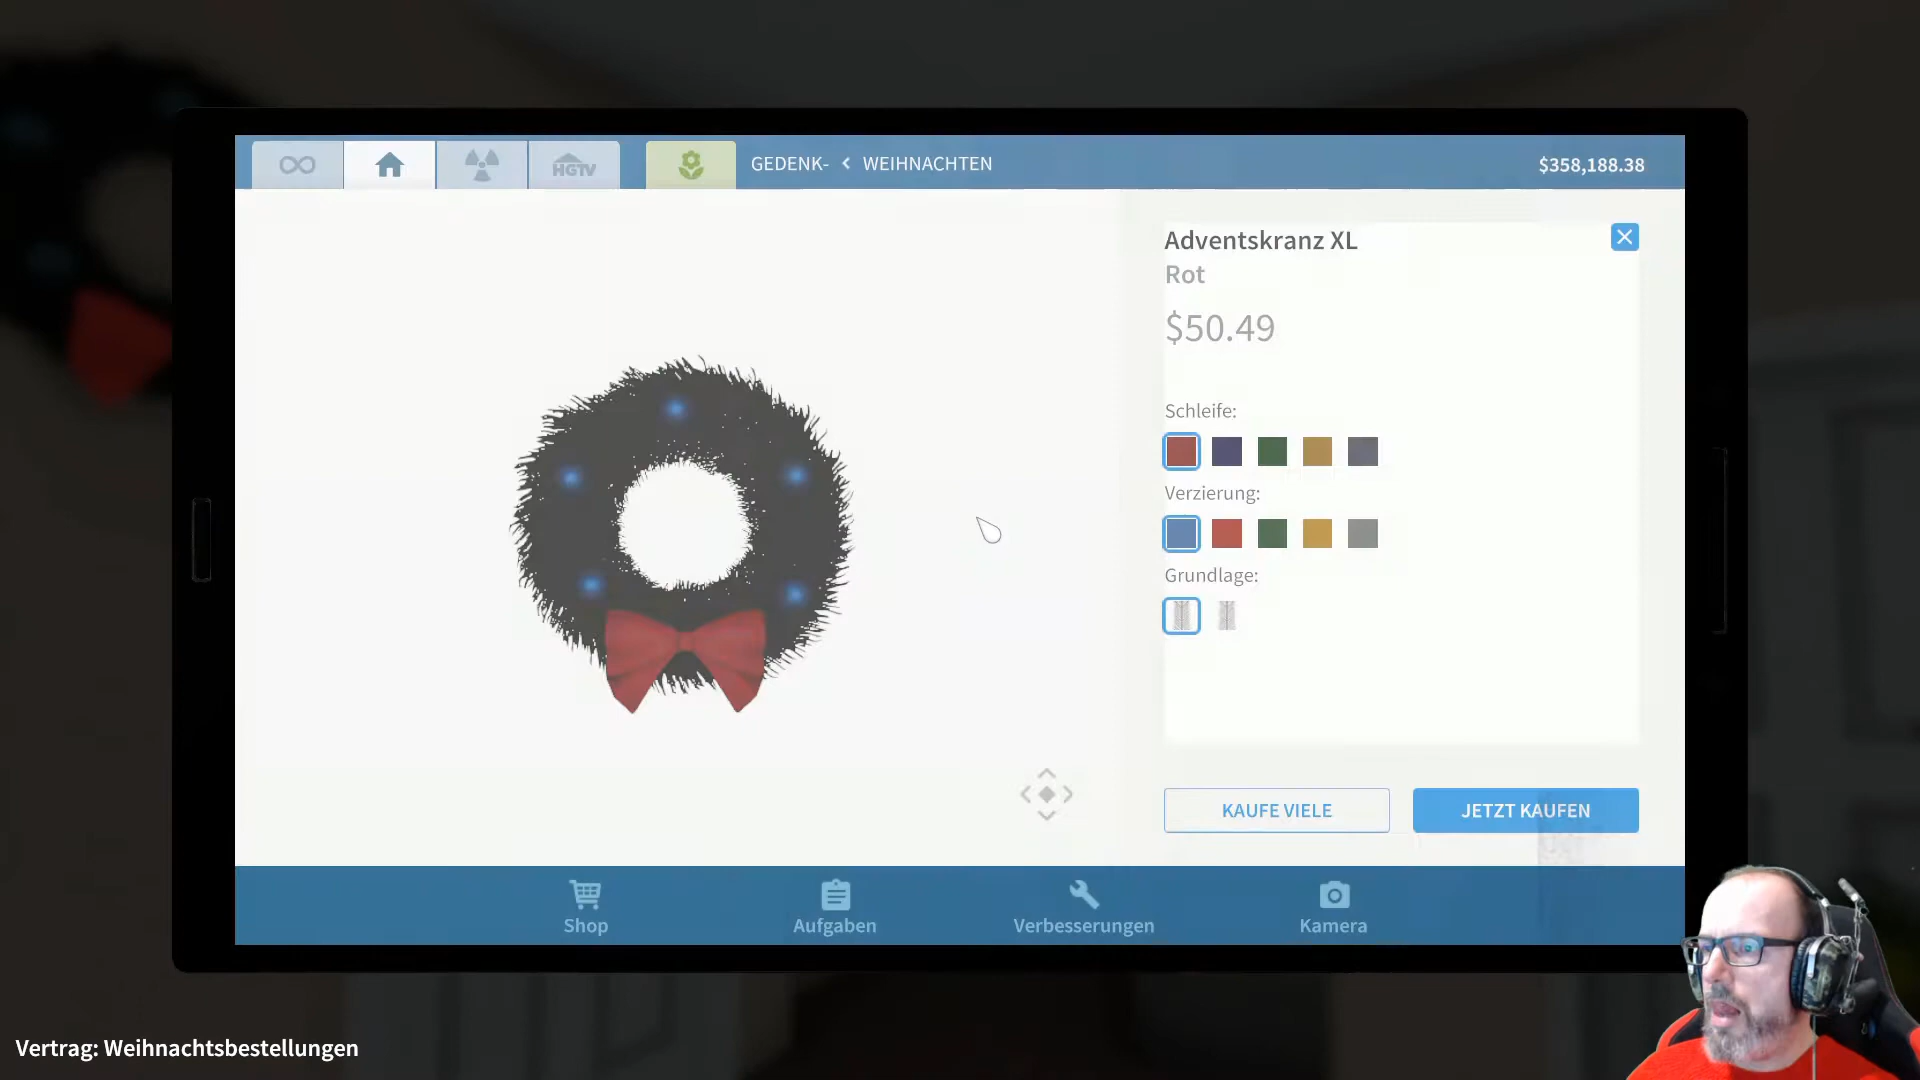 HGTV
GEDENK- < WEIHNACHTEN
$358,188.38
Adventskranz XL
Rot
$50.49
Schleife:
Verzierung:
Grundlage:
KAUFE VIELE
JETZT KAUFEN
Shop
Aufgaben
Verbesserungen
Kamera
Vertrag: Weihnachtsbestellungen